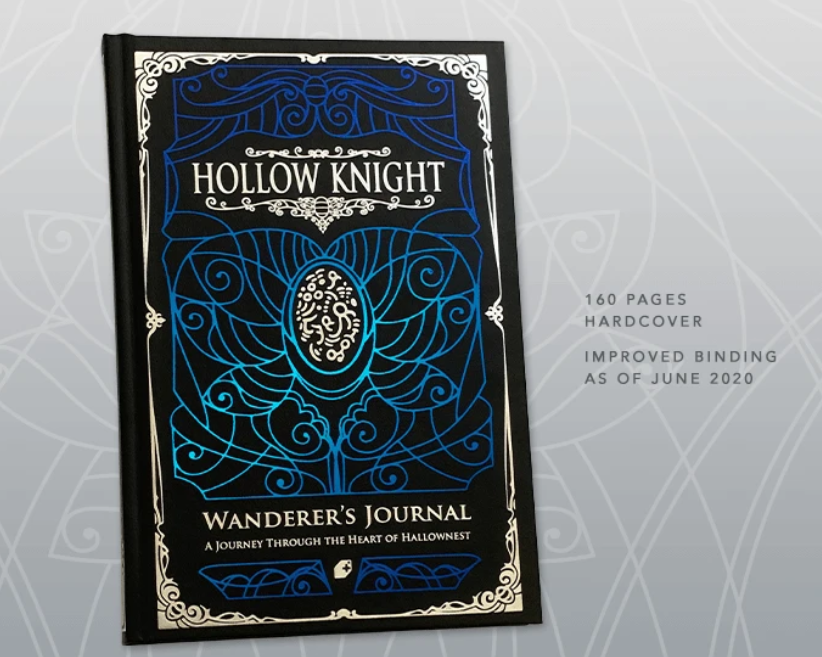 HOLLOW KNIGHT
WANDERER'S JOURNAL
A JOURNEY THROUGH THE HEART OF HALLOWNEST
160 PAGES
HARDCOVER
IMPROVED BINDING
AS OF JUNE 2020